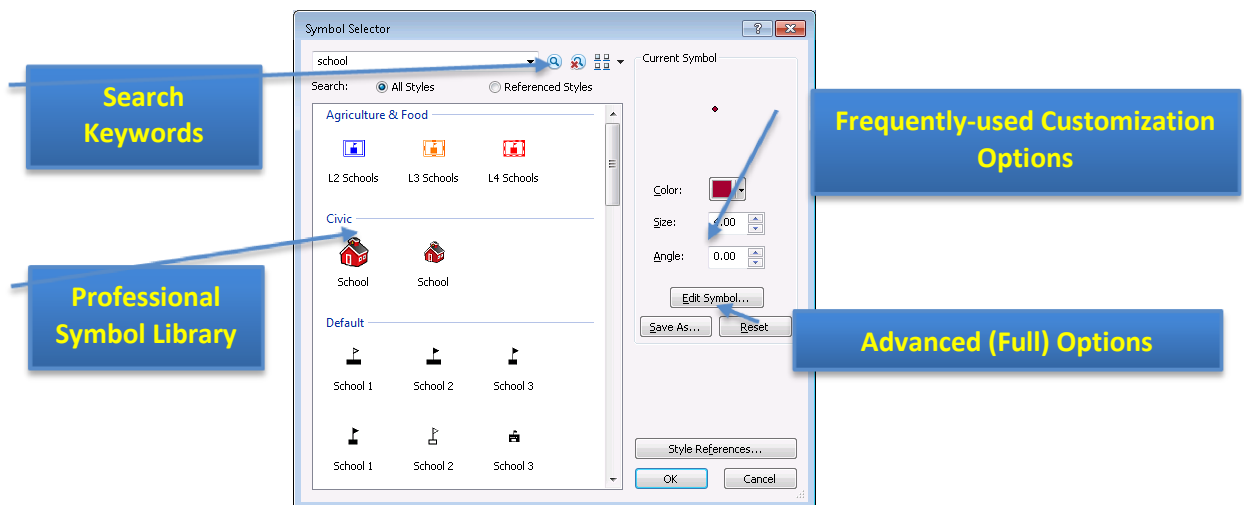 Symbol Selector
school
Search: All Styles Referenced Styles
Agriculture & Food
L2 Schools L3 Schools L4 Schools
Civic
School School
Default
School 1 School 2 School 3
School 1 School 2 School 3
Current Symbol
Color:
Size: 4.00
Angle: 0.00
Edit Symbol...
Save As... Reset
Style References...
OK Cancel
Search
Keywords
Professional
Symbol Library
Frequently-used Customization
Options
Advanced (Full) Options